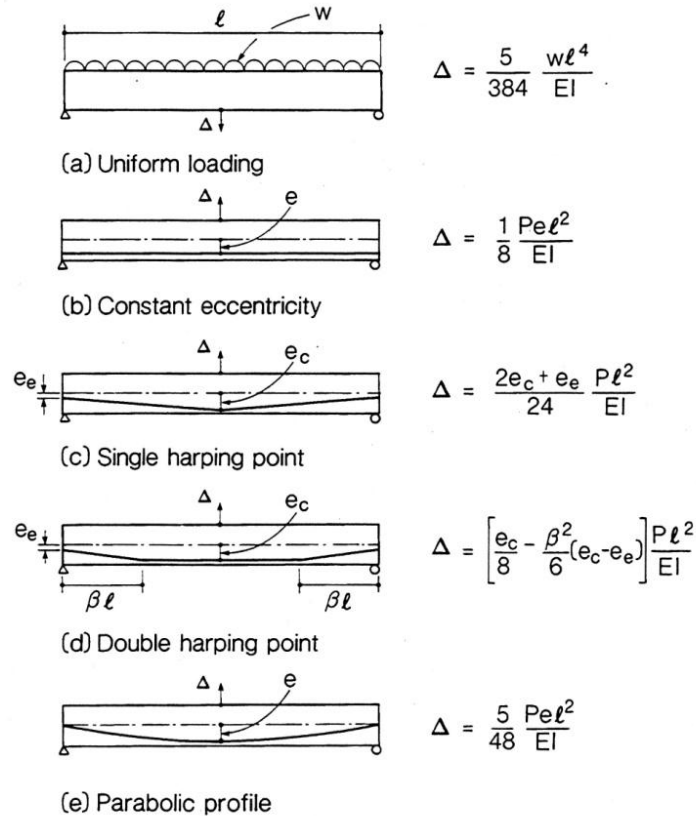 ℓ
w
Δ
Δ = 5/384 wℓ⁴/EI
(a) Uniform loading
Δ
e
Δ = 1/8 Peℓ²/EI
(b) Constant eccentricity
Δ
e_c
e_e
Δ = (2e_c + e_e)/24 Pℓ²/EI
(c) Single harping point
Δ
e_c
e_e
Δ = [e_c/8 - β²/6 (e_c-e_e)] Pℓ²/EI
βℓ βℓ
(d) Double harping point
Δ
e
Δ = 5/48 Peℓ²/EI
(e) Parabolic profile